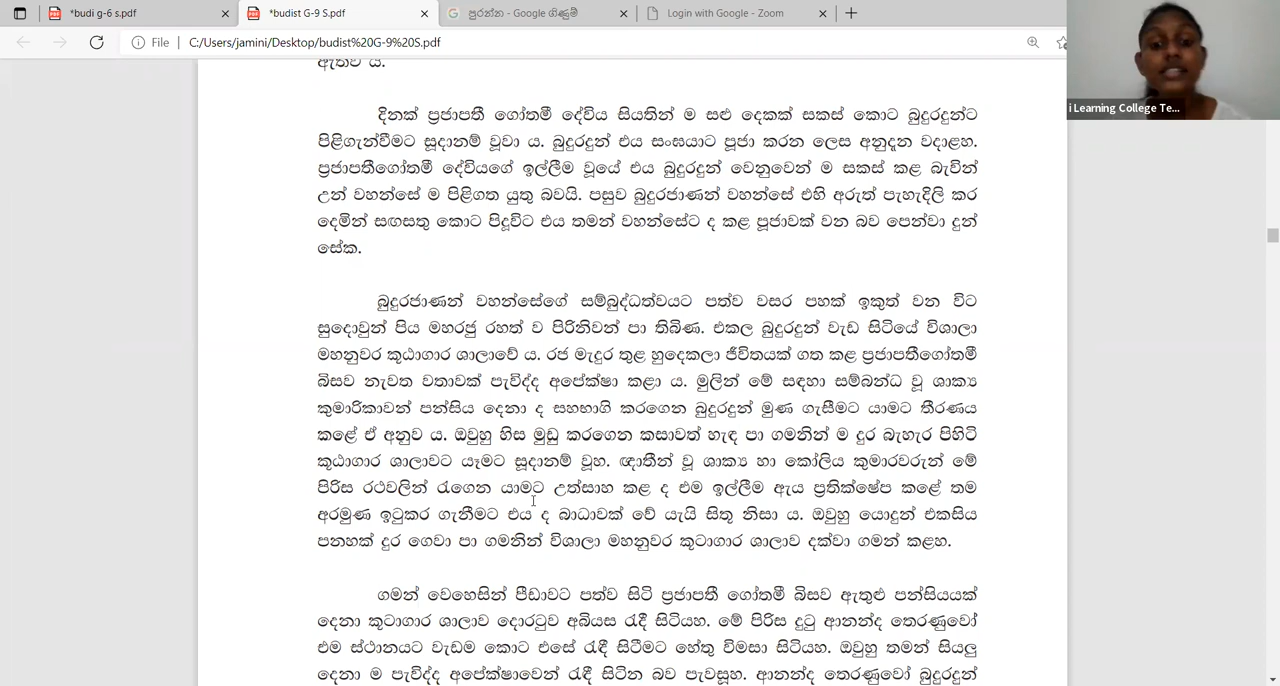 *budi g-6 s.pdf
*budist G-9 S.pdf
පුරන්න - Google ගිණුම්
Login with Google - Zoom
File
C:/Users/jamini/Desktop/budist%20G-9%20S.pdf
i Learning College Te...
ඇතිව ය.
දිනක් ප්‍රජාපතී ගෝතමී දේවිය සියතින් ම සළු දෙකක් සකස් කොට බුදුරදුන්ට
පිළිගැන්වීමට සූදානම් වූවා ය. බුදුරදුන් එය සංඝයාට පූජා කරන ලෙස අනුදැන වදාළහ.
ප්‍රජාපතීගෝතමී දේවියගේ ඉල්ලීම වූයේ එය බුදුරදුන් වෙනුවෙන් ම සකස් කළ බැවින්
උන් වහන්සේ ම පිළිගත යුතු බවයි. පසුව බුදුරජාණන් වහන්සේ එහි අරුත් පැහැදිලි කර
දෙමින් සඟසතු කොට පිදූවිට එය තමන් වහන්සේට ද කළ පූජාවක් වන බව පෙන්වා දුන්
සේක.
බුදුරජාණන් වහන්සේගේ සම්බුද්ධත්වයට පත්ව වසර පහක් ඉකුත් වන විට
සුදොවුන් පිය මහරජු රහත් ව පිරිනිවන් පා තිබිණ. එකල බුදුරදුන් වැඩ සිටියේ විශාලා
මහනුවර කූඨාගාර ශාලාවේ ය. රජ මැදුර තුළ හුදෙකලා ජීවිතයක් ගත කළ ප්‍රජාපතීගෝතමී
බිසව නැවත වතාවක් පැවිද්ද අපේක්ෂා කළා ය. මුලින් මේ සඳහා සම්බන්ධ වූ ශාක්‍ය
කුමාරිකාවන් පන්සිය දෙනා ද සහභාගි කරගෙන බුදුරදුන් මුණ ගැසීමට යාමට තීරණය
කළේ ඒ අනුව ය. ඔවුහු හිස මුඩු කරගෙන කසාවත් හැඳ පා ගමනින් ම දුර බැහැර පිහිටි
කූඨාගාර ශාලාවට යෑමට සූදානම් වූහ. ඥාතීන් වූ ශාක්‍ය හා කෝලිය කුමාරවරුන් මේ
පිරිස රථවලින් රැගෙන යාමට උත්සාහ කළ ද එම ඉල්ලීම ඇය ප්‍රතික්ෂේප කළේ තම
අරමුණ ඉටුකර ගැනීමට එය ද බාධාවක් වේ යැයි සිතූ නිසා ය. ඔවුහු යොදුන් එකසිය
පනහක් දුර ගෙවා පා ගමනින් විශාලා මහනුවර කූටාගාර ශාලාව දක්වා ගමන් කළහ.
ගමන් වෙහෙසින් පීඩාවට පත්ව සිටි ප්‍රජාපතී ගෝතමී බිසව ඇතුළු පන්සියයක්
දෙනා කූටාගාර ශාලාව දොරටුව අබියස රැදී සිටියහ. මේ පිරිස දුටු ආනන්ද තෙරණුවෝ
එම ස්ථානයට වැඩම කොට එසේ රැඳී සිටීමට හේතු විමසා සිටියහ. ඔවුහු තමන් සියලු
දෙනා ම පැවිද්ද අපේක්ෂාවෙන් රැඳී සිටින බව පැවසූහ. ආනන්ද තෙරණුවෝ බුදුරදුන්